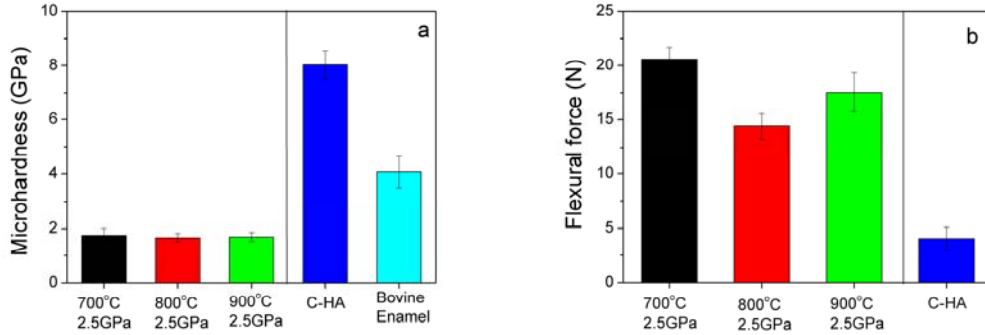 a
Microhardness (GPa)
10
8
6
4
2
0
700°C
2.5GPa
800°C
2.5GPa
900°C
2.5GPa
C-HA
Bovine
Enamel
b
Flexural force (N)
25
20
15
10
5
0
700°C
2.5GPa
800°C
2.5GPa
900°C
2.5GPa
C-HA